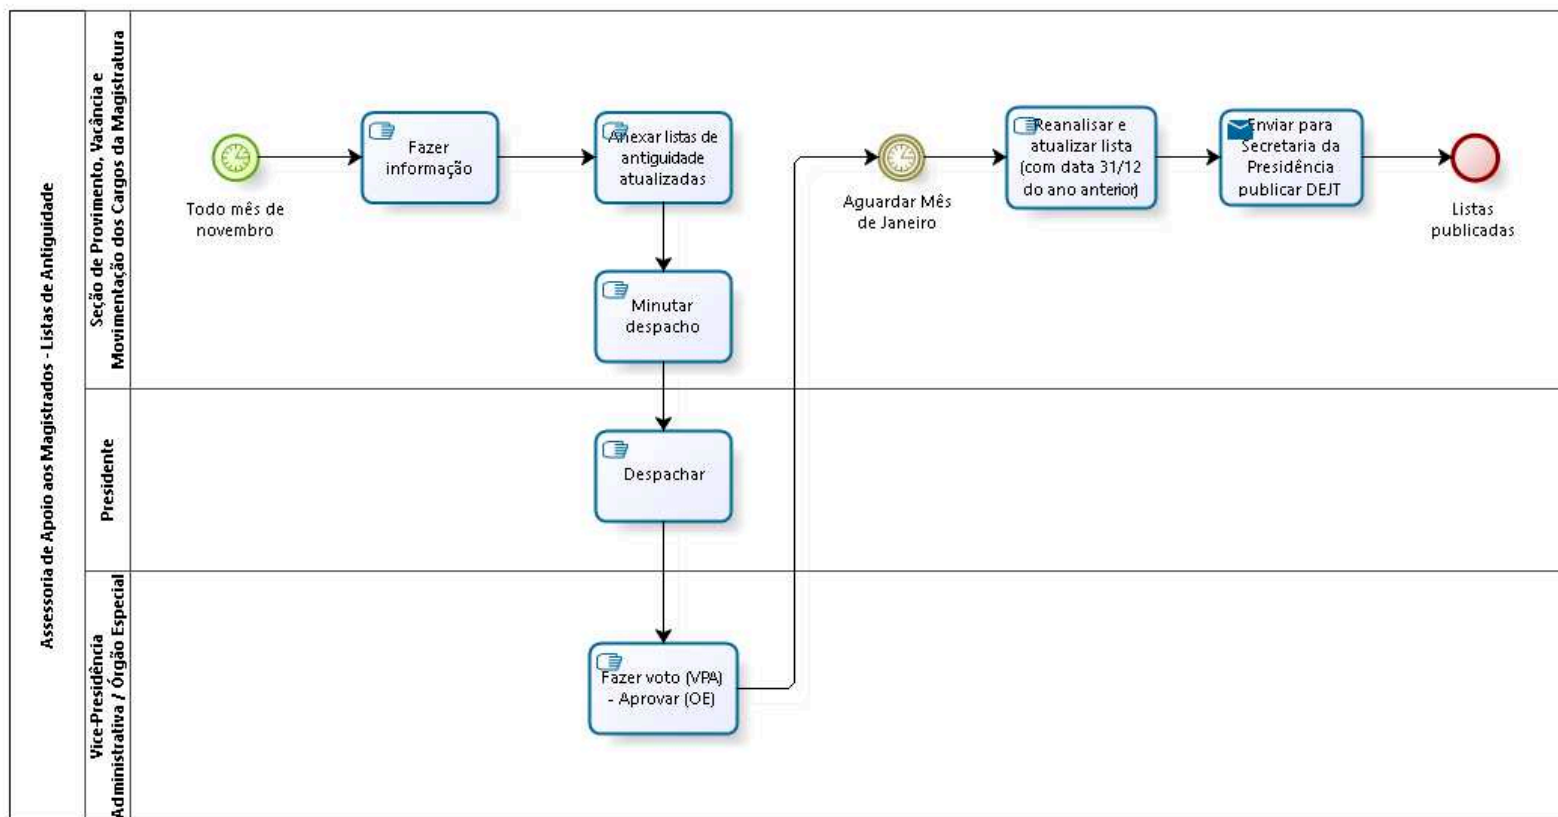 Assessoria de Apoio aos Magistrados - Listas de Antiguidade
Seção de Provimento, Vacância e
Movimentação dos Cargos da Magistratura
Todo mês de
novembro
Fazer
informação
Anexar listas de
antiguidade
atualizadas
Minutar
despacho
Aguardar Mês
de Janeiro
Reanalisar e
atualizar lista
(com data 31/12
do ano anterior)
Enviar para
Secretaria da
Presidência
publicar DEJT
Listas
publicadas
Presidente
Despachar
Vice-Presidência
Administrativa / Órgão Especial
Fazer voto (VPA)
- Aprovar (OE)